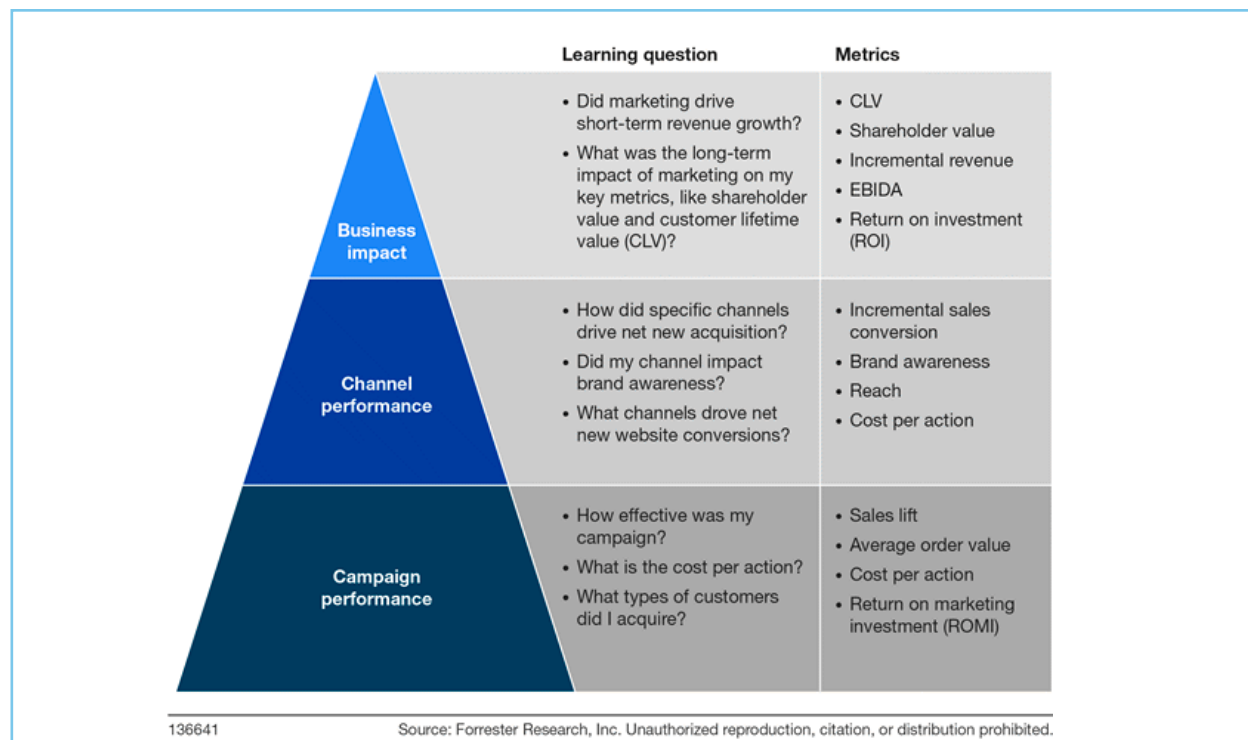 Learning question
Metrics
Business
impact
• Did marketing drive
short-term revenue growth?
• What was the long-term
impact of marketing on my
key metrics, like shareholder
value and customer lifetime
value (CLV)?
• CLV
• Shareholder value
• Incremental revenue
• EBIDA
• Return on investment
(ROI)
Channel
performance
• How did specific channels
drive net new acquisition?
• Did my channel impact
brand awareness?
• What channels drove net
new website conversions?
• Incremental sales
conversion
• Brand awareness
• Reach
• Cost per action
Campaign
performance
• How effective was my
campaign?
• What is the cost per action?
• What types of customers
did I acquire?
• Sales lift
• Average order value
• Cost per action
• Return on marketing
investment (ROMI)
136641
Source: Forrester Research, Inc. Unauthorized reproduction, citation, or distribution prohibited.